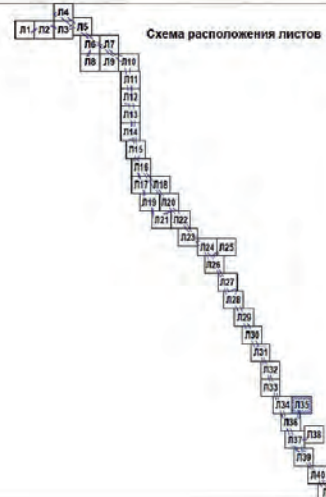 Л4
Схема расположения листов
Л1 Л2 Л3 Л5
Л6 Л7
Л8 Л9 Л10
Л11
Л12
Л13
Л14
Л15
Л16
Л17 Л18
Л19 Л20
Л21 Л22
Л23
Л24 Л25
Л26
Л27
Л28
Л29
Л30
Л31
Л32
Л33
Л34 Л35
Л36
Л37 Л38
Л39
Л40